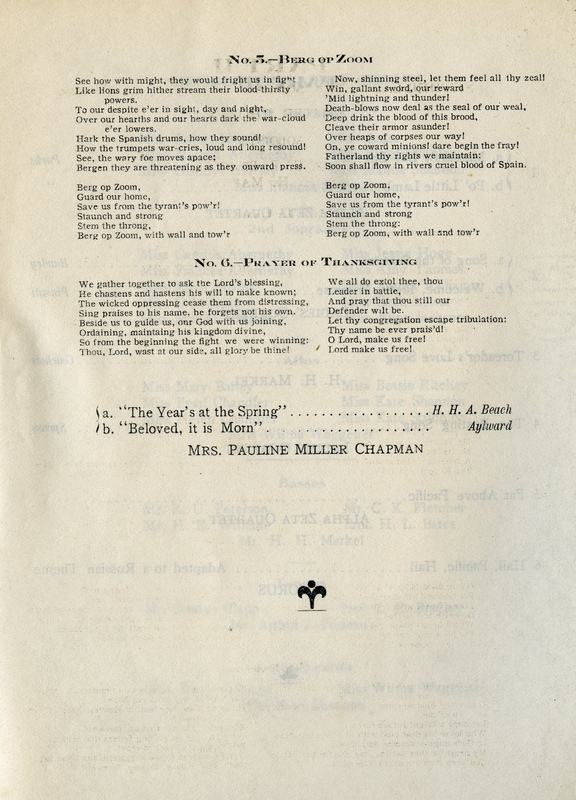 No. 5.—Berg op Zoom
See how with might, they would fright us in fight
Like lions grim hither stream their blood-thirsty
powers.
To our despite e'er in sight, day and night,
Over our hearths and our hearts dark the war-cloud
e'er lowers.
Hark the Spanish drums, how they sound!
How the trumpets war-cries, loud and long resound!
See, the wary foe moves apace;
Bergen they are threatening as they onward press.
Berg op Zoom,
Guard our home,
Save us from the tyrant's pow'r!
Staunch and strong
Stem the throng,
Berg op Zoom, with wall and tow'r
Now, shinning steel, let them feel all thy zeal!
Win, gallant sword, our reward
'Mid lightning and thunder!
Death-blows now deal as the seal of our weal,
Deep drink the blood of this brood,
Cleave their armor asunder!
Over heaps of corpses our way!
On, ye coward minions! dare begin the fray!
Fatherland thy rights we maintain:
Soon shall flow in rivers cruel blood of Spain.
Berg op Zoom,
Guard our home,
Save us from the tyrant's pow'r!
Staunch and strong
Stem the throng:
Berg op Zoom, with wall and tow'r
No. 6.—Prayer of Thanksgiving
We gather together to ask the Lord's blessing,
He chastens and hastens his will to make known;
The wicked oppressing cease them from distressing,
Sing praises to his name, he forgets not his own.
Beside us to guide us, our God with us joining,
Ordaining, maintaining his kingdom divine,
So from the beginning the fight we were winning:
Thou, Lord, wast at our side, all glory be thine!
We all do extol thee, thou
Leader in battle,
And pray that thou still our
Defender wilt be.
Let thy congregation escape tribulation:
Thy name be ever prais'd!
O Lord, make us free!
Lord make us free!
a. "The Year's at the Spring"..................H. H. A. Beach
b. "Beloved, it is Morn".....................Aylward
Mrs. Pauline Miller Chapman